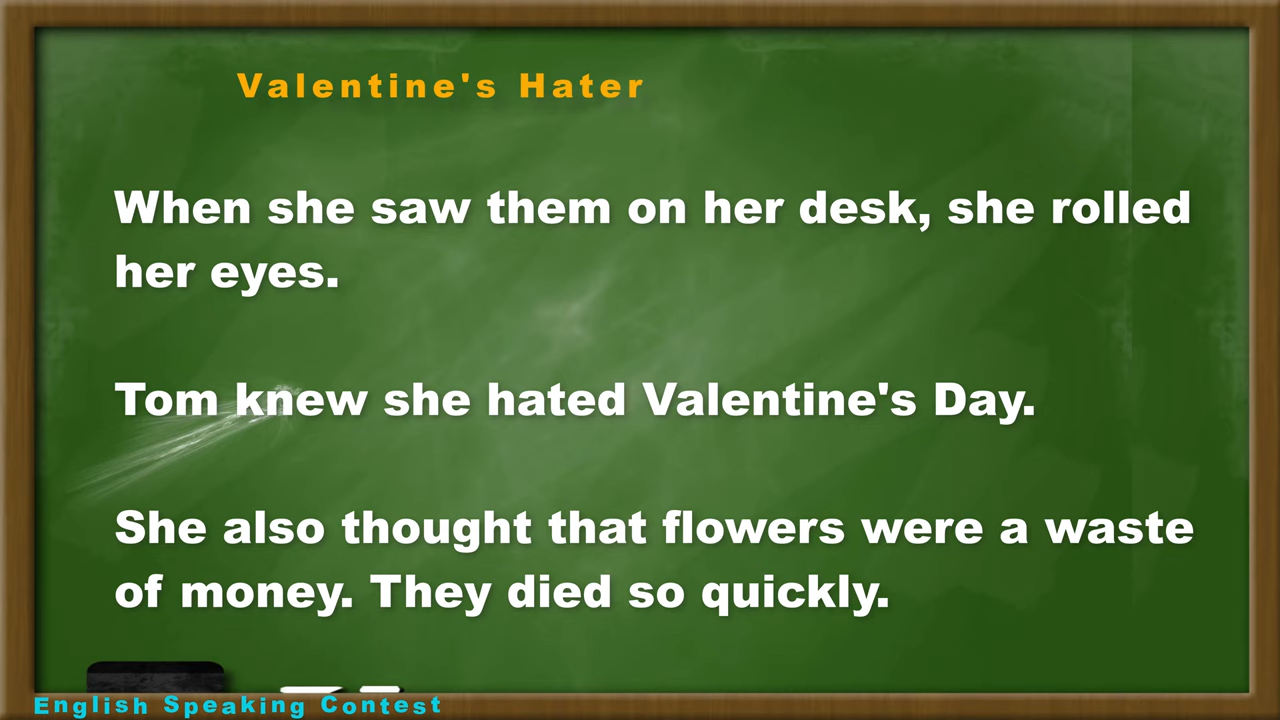 Valentine's Hater
When she saw them on her desk, she rolled
her eyes.
Tom knew she hated Valentine's Day.
She also thought that flowers were a waste
of money. They died so quickly.
English Speaking Contest